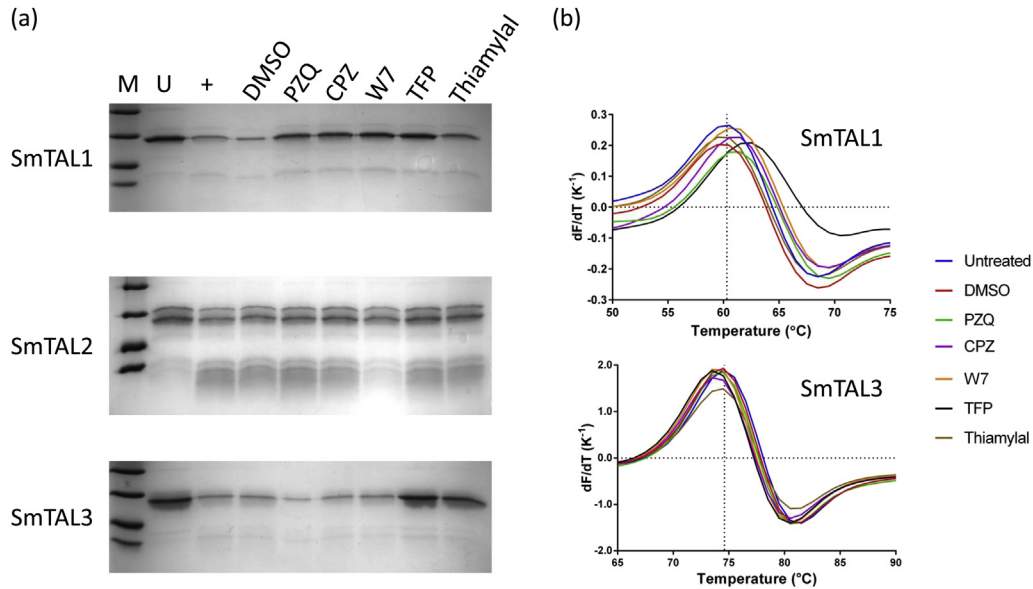 (a)
M U + DMSO PZQ CPZ W7 TFP Thiamylal
SmTAL1
SmTAL2
SmTAL3
(b)
SmTAL1
dF/dT (K⁻¹)
0.3
0.2
0.1
0.0
-0.1
-0.2
-0.3
50 55 60 65 70 75
Temperature (°C)
SmTAL3
dF/dT (K⁻¹)
2.0
1.0
0.0
-1.0
-2.0
65 70 75 80 85 90
Temperature (°C)
Untreated
DMSO
PZQ
CPZ
W7
TFP
Thiamylal